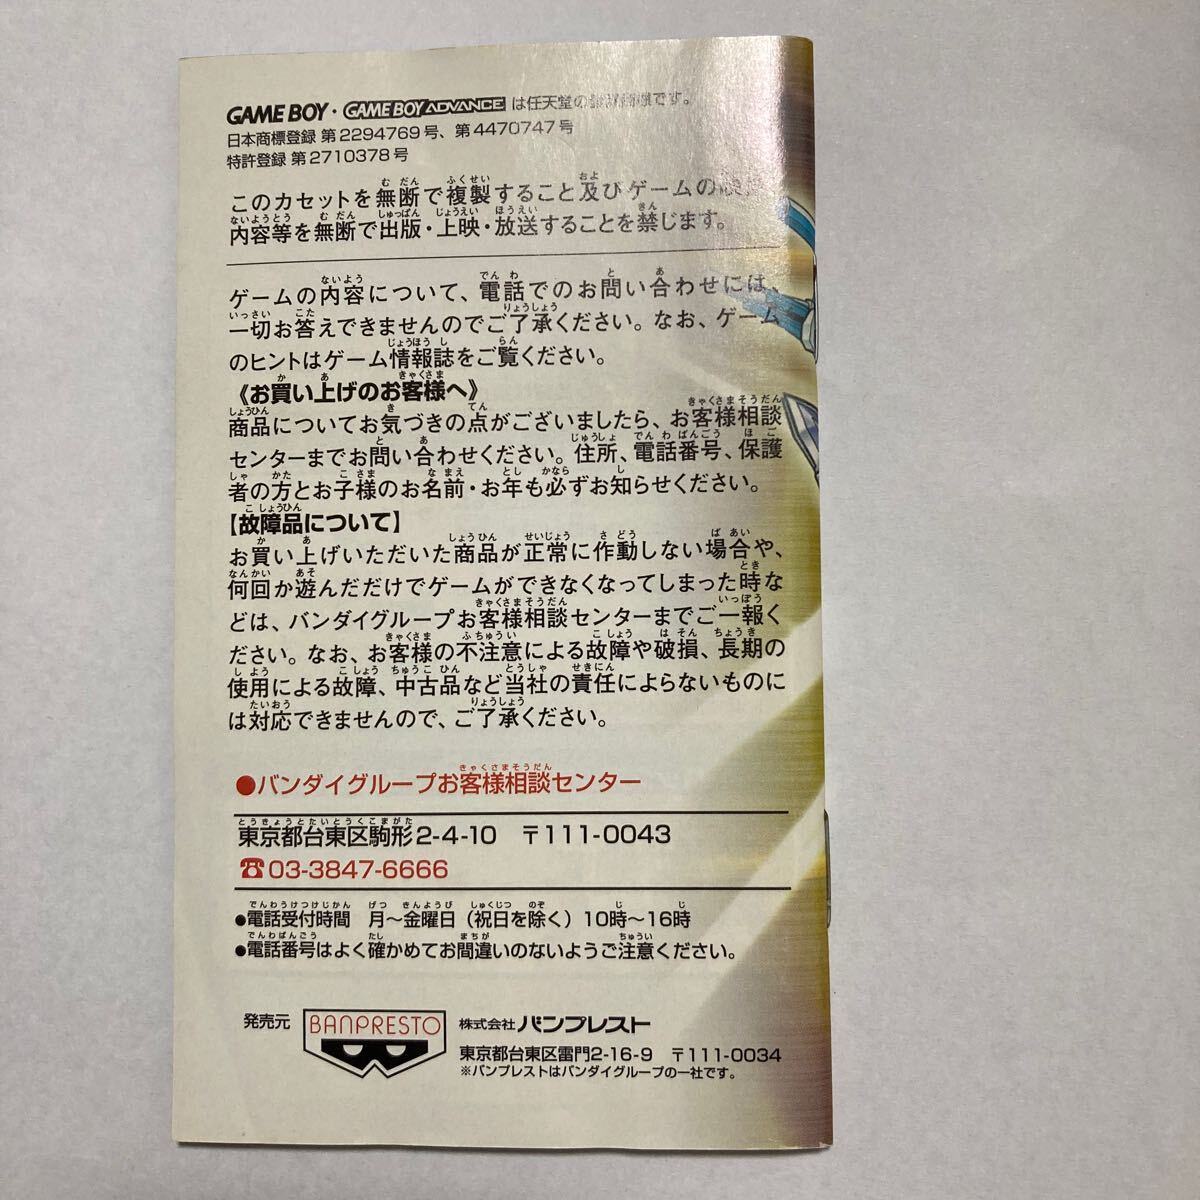 GAME BOY・GAME BOY ADVANCE は任天堂の登録商標です。
日本商標登録 第2294769号、第4470747号
特許登録 第2710378号
このカセットを無断で複製すること及びゲームの
内容等を無断で出版・上映・放送することを禁じます。
ゲームの内容について、電話でのお問い合わせには、
一切お答えできませんのでご了承ください。なお、ゲーム
のヒントはゲーム情報誌をご覧ください。
《お買い上げのお客様へ》
商品についてお気づきの点がございましたら、お客様相談
センターまでお問い合わせください。住所、電話番号、保護
者の方とお子様のお名前・お年も必ずお知らせください。
【故障品について】
お買い上げいただいた商品が正常に作動しない場合や、
何回か遊んだだけでゲームができなくなってしまった時な
どは、バンダイグループお客様相談センターまでご一報く
ださい。なお、お客様の不注意による故障や破損、長期の
使用による故障、中古品など当社の責任によらないものに
は対応できませんので、ご了承ください。
●バンダイグループお客様相談センター
東京都台東区駒形2-4-10 〒111-0043
☎03-3847-6666
●電話受付時間 月〜金曜日（祝日を除く）10時〜16時
●電話番号はよく確かめてお間違いのないようご注意ください。
発売元 BANPRESTO 株式会社 バンプレスト
東京都台東区雷門2-16-9 〒111-0034
※バンプレストはバンダイグループの一社です。